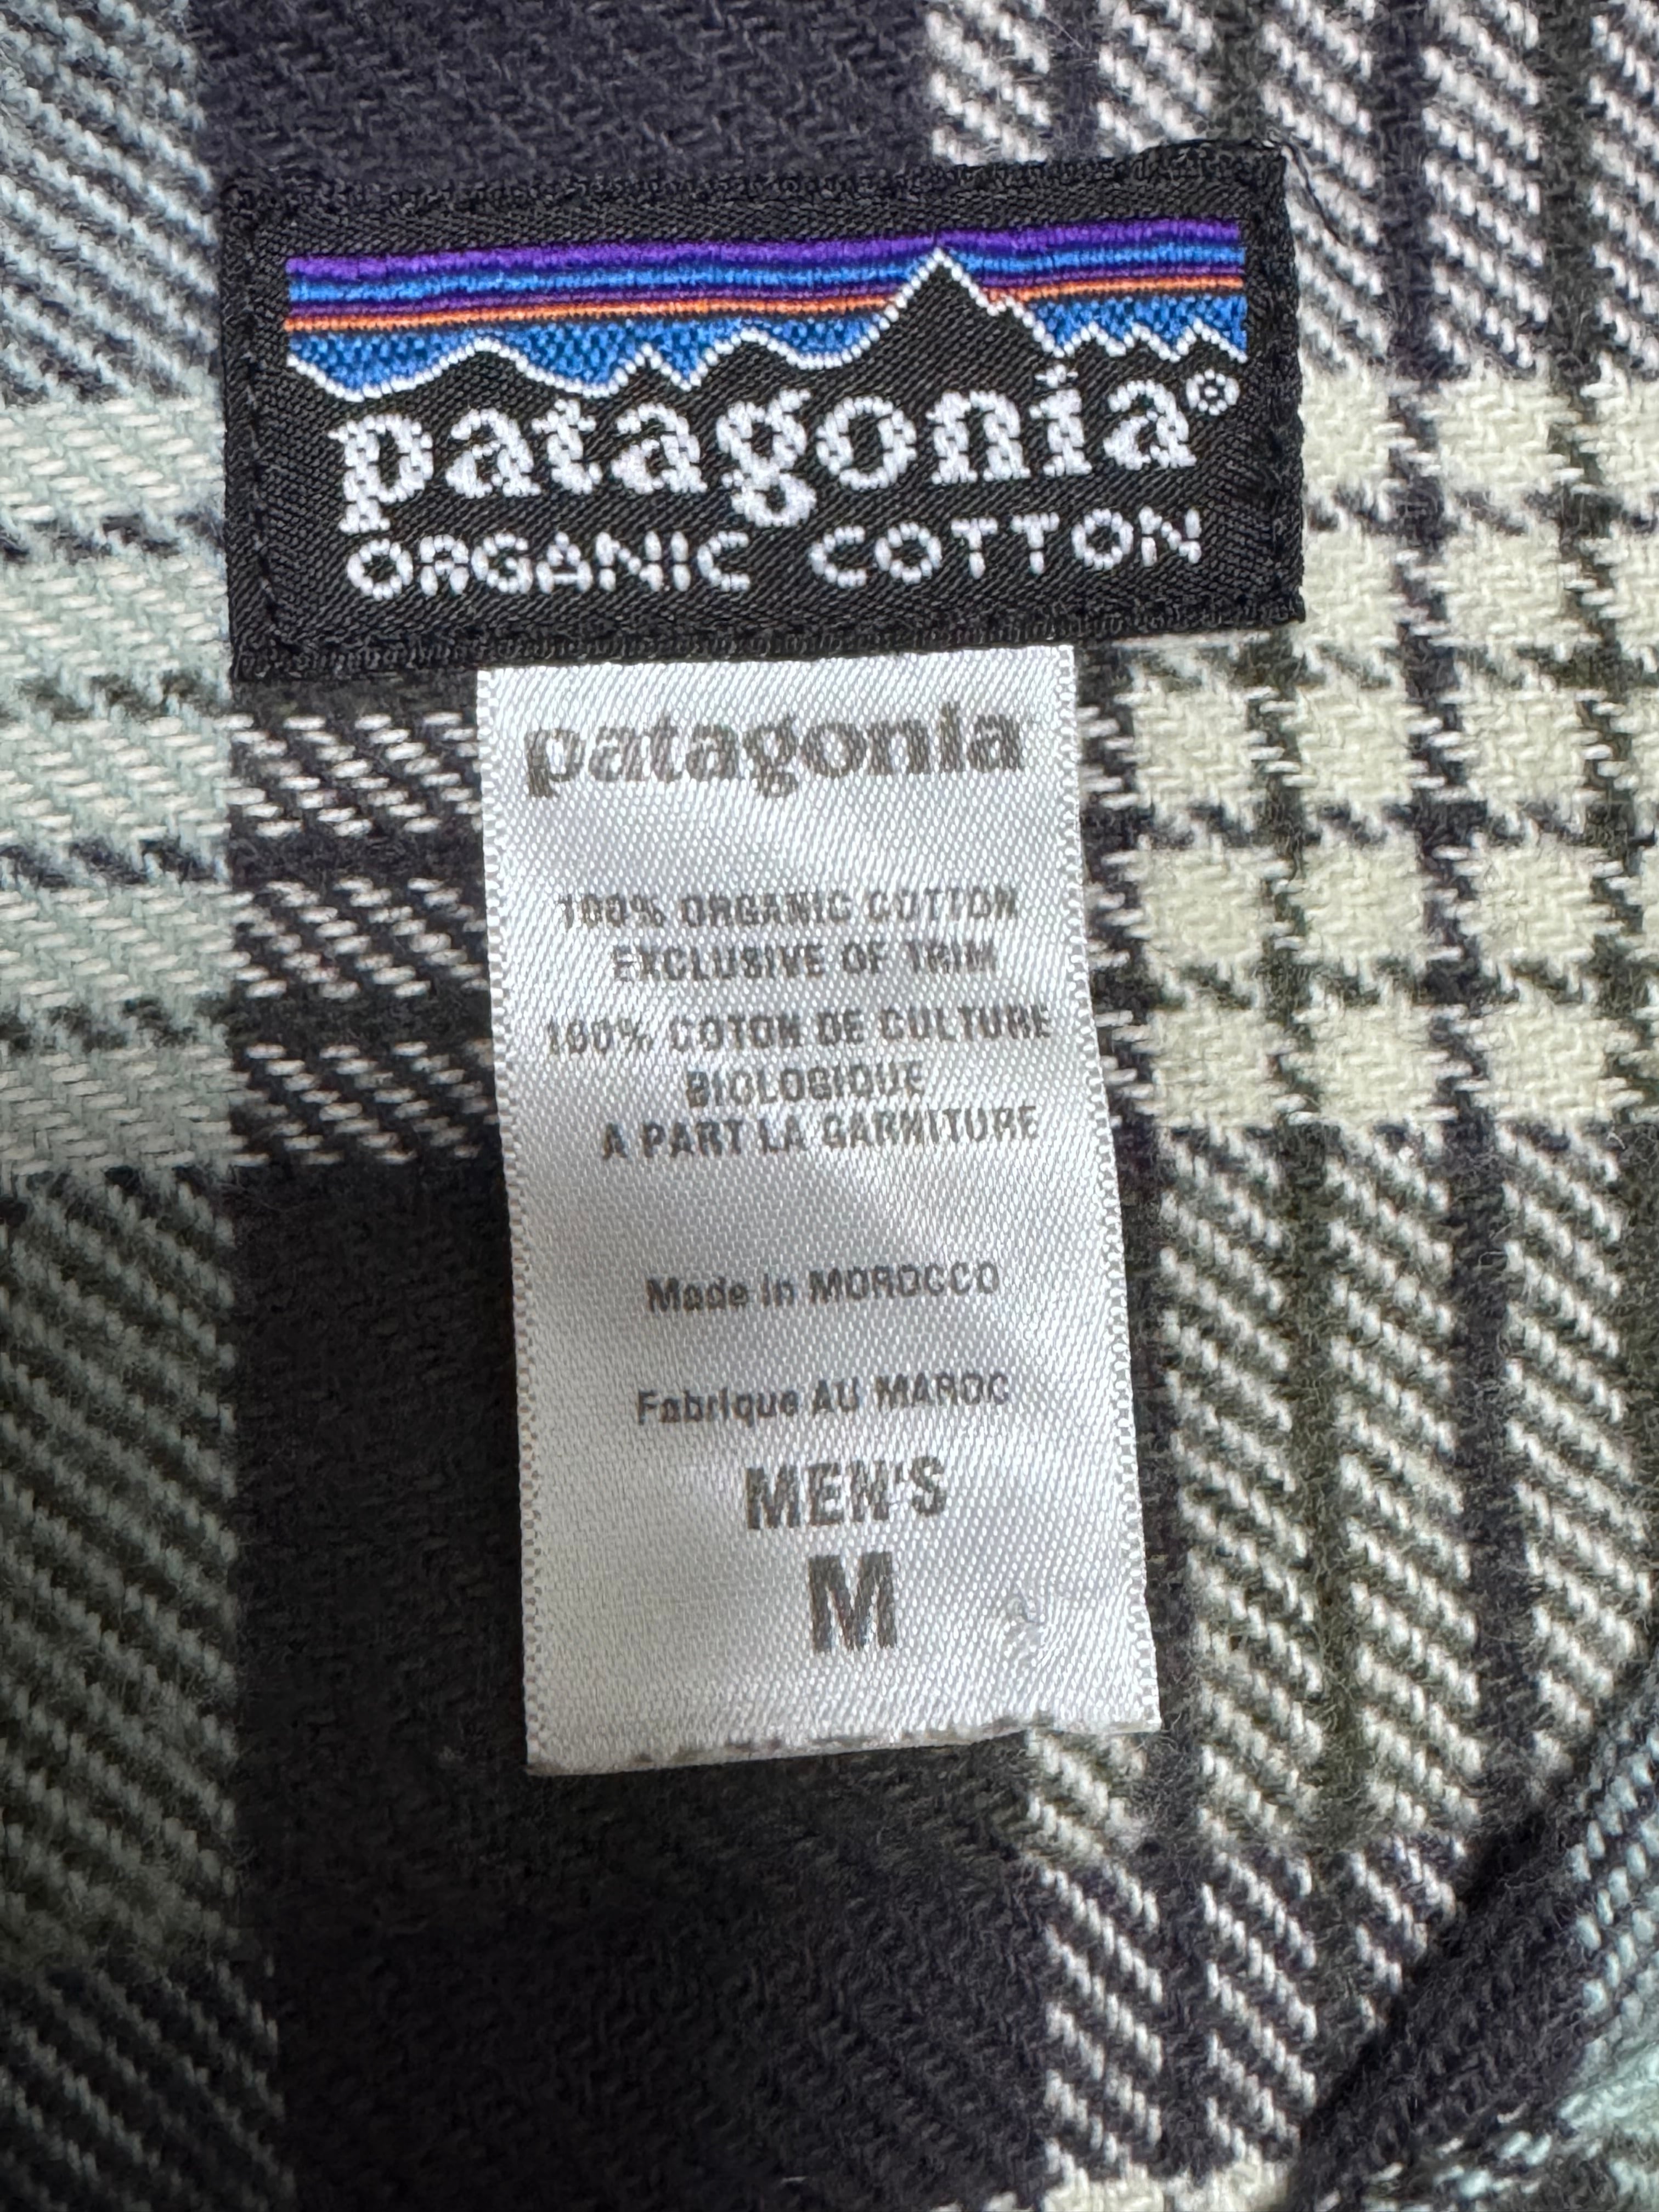 patagonia®
ORGANIC COTTON
patagonia
100% ORGANIC COTTON
EXCLUSIVE OF TRIM
100% COTON DE CULTURE
BIOLOGIQUE
A PART LA GARNITURE
Made in MOROCCO
Fabrique AU MAROC
MEN'S
M